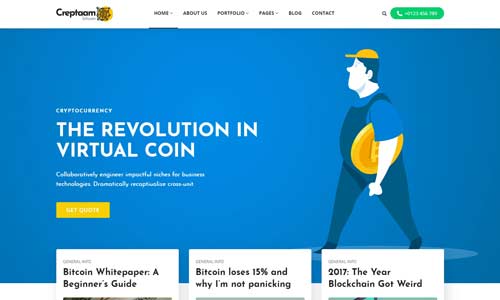 Creptaam
HOME
ABOUT US
PORTFOLIO
PAGES
BLOG
CONTACT
+0123 456 789
CRYPTOCURRENCY
THE REVOLUTION IN
VIRTUAL COIN
Collaboratively engineer impactful niches for business
technologies. Dramatically recaptiualize cross-unit
GET QUOTE
GENERAL INFO
Bitcoin Whitepaper: A
Beginner's Guide
GENERAL INFO
Bitcoin loses 15% and
why I'm not panicking
GENERAL INFO
2017: The Year
Blockchain Got Weird